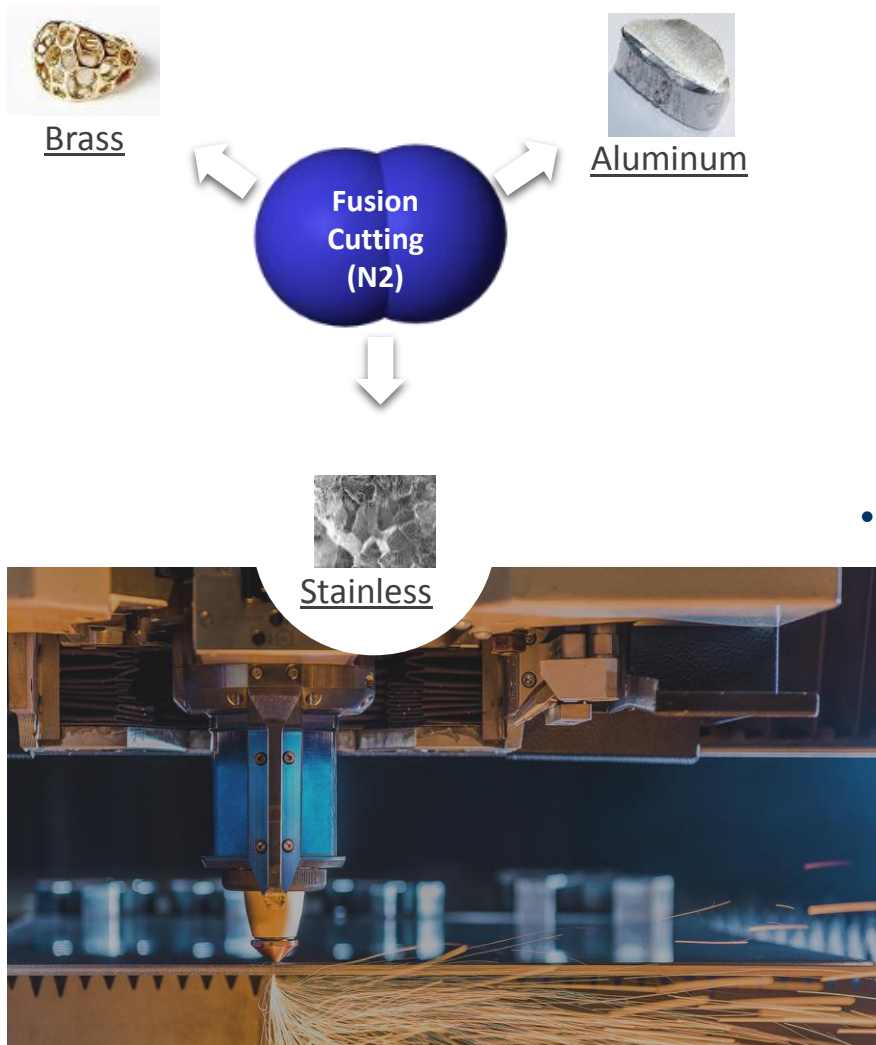 Brass
Aluminum
Fusion
Cutting
(N2)
•
Stainless